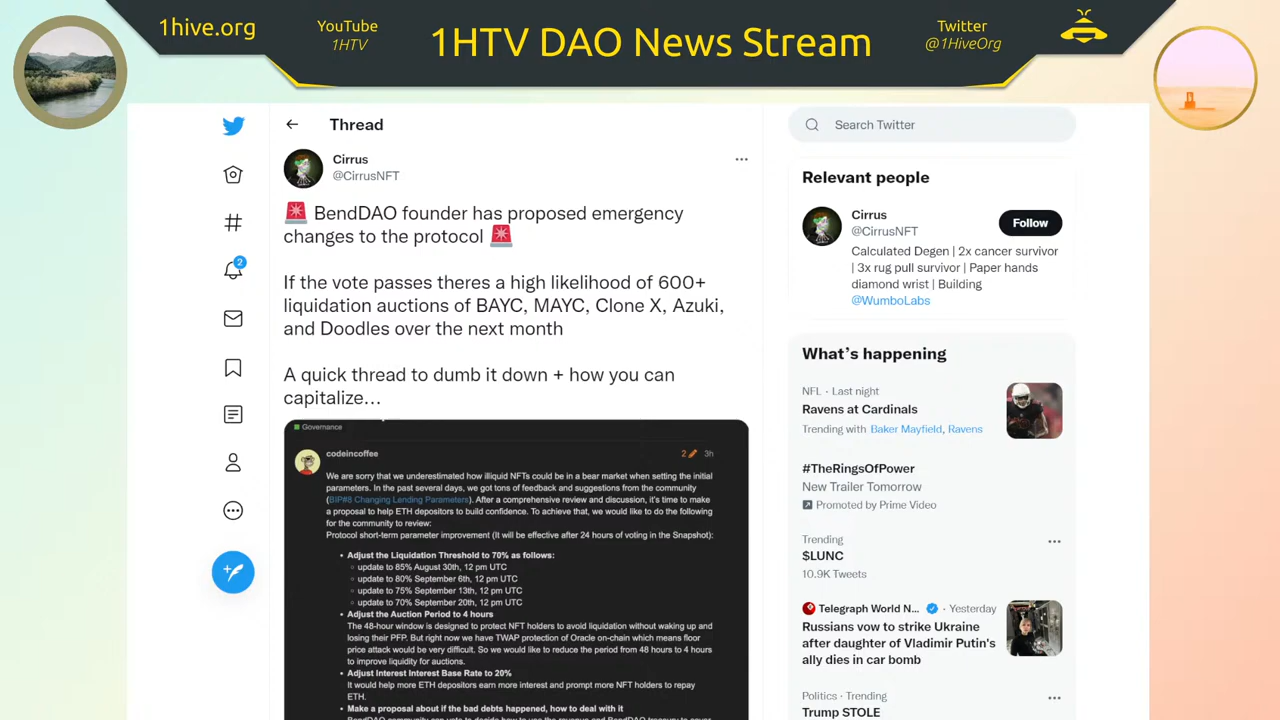 1hive.org
YouTube
1HTV
1HTV DAO News Stream
Twitter
@1HiveOrg
Thread
Cirrus
@CirrusNFT
BendDAO founder has proposed emergency
changes to the protocol
If the vote passes theres a high likelihood of 600+
liquidation auctions of BAYC, MAYC, Clone X, Azuki,
and Doodles over the next month
A quick thread to dumb it down + how you can
capitalize…
Governance
codeincoffee
2
3h
We are sorry that we underestimated how illiquid NFTs could be in a bear market when setting the initial
parameters. In the past several days, we got tons of feedback and suggestions from the community
(BIP#8 Changing Landing Parameters). After a comprehensive review and discussion, it's time to make
a proposal to help ETH depositors to build confidence. To achieve that, we would like to do the following
for the community to review:
Protocol short-term parameter improvement (It will be effective after 24 hours of voting in the Snapshot):
• Adjust the Liquidation Threshold to 70% as follows:
◦ update to 85% August 30th, 12 pm UTC
◦ update to 80% September 6th, 12 pm UTC
◦ update to 75% September 13th, 12 pm UTC
◦ update to 70% September 20th, 12 pm UTC
• Adjust the Auction Period to 4 hours
The 48-hour window is designed to protect NFT holders to avoid liquidation without waking up and
losing their PFP. But right now we have TWAP protection of Oracle on-chain which means floor
price attack would be very difficult. So we would like to reduce the period from 48 hours to 4 hours
to improve liquidity for auctions.
• Adjust Interest Interest Base Rate to 20%
It would help more ETH depositors earn more interest and prompt more NFT holders to repay
ETH.
• Make a proposal about if the bad debts happened, how to deal with it
2
Search Twitter
Relevant people
Cirrus
@CirrusNFT
Follow
Calculated Degen | 2x cancer survivor
| 3x rug pull survivor | Paper hands
diamond wrist | Building
@WumboLabs
What's happening
NFL · Last night
Ravens at Cardinals
Trending with Baker Mayfield, Ravens
#TheRingsOfPower
New Trailer Tomorrow
Promoted by Prime Video
Trending
$LUNC
10.9K Tweets
Telegraph World N... · Yesterday
Russians vow to strike Ukraine
after daughter of Vladimir Putin's
ally dies in car bomb
Politics · Trending
Trump STOLE